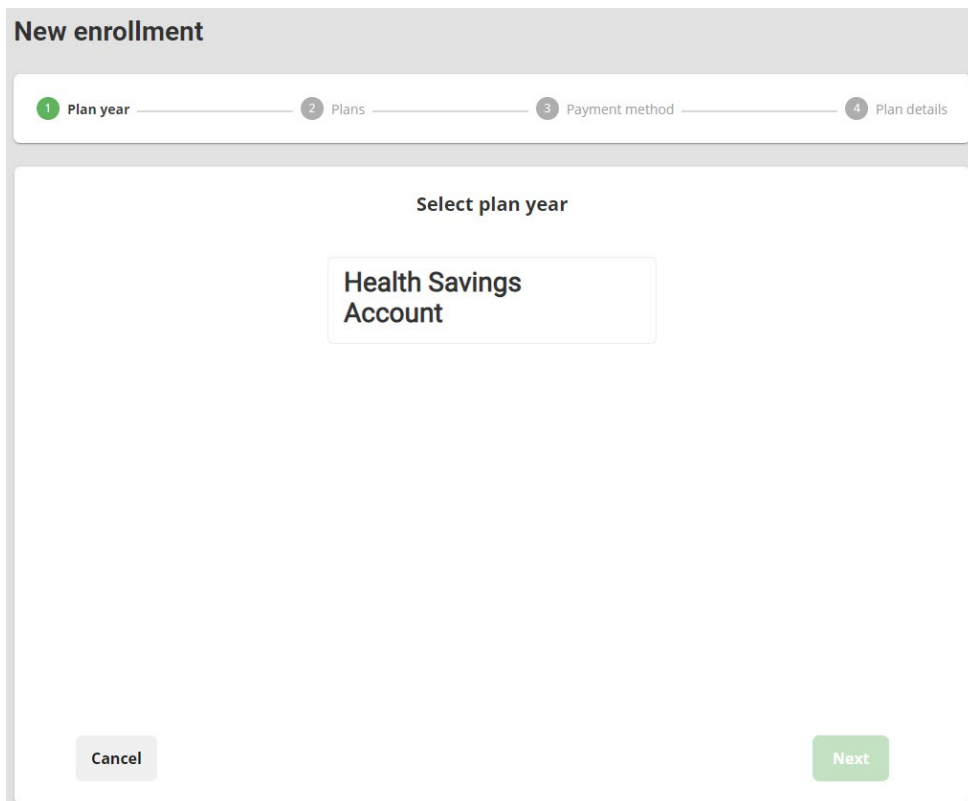 New enrollment
1 Plan year 2 Plans 3 Payment method 4 Plan details
Select plan year
Health Savings
Account
Cancel Next